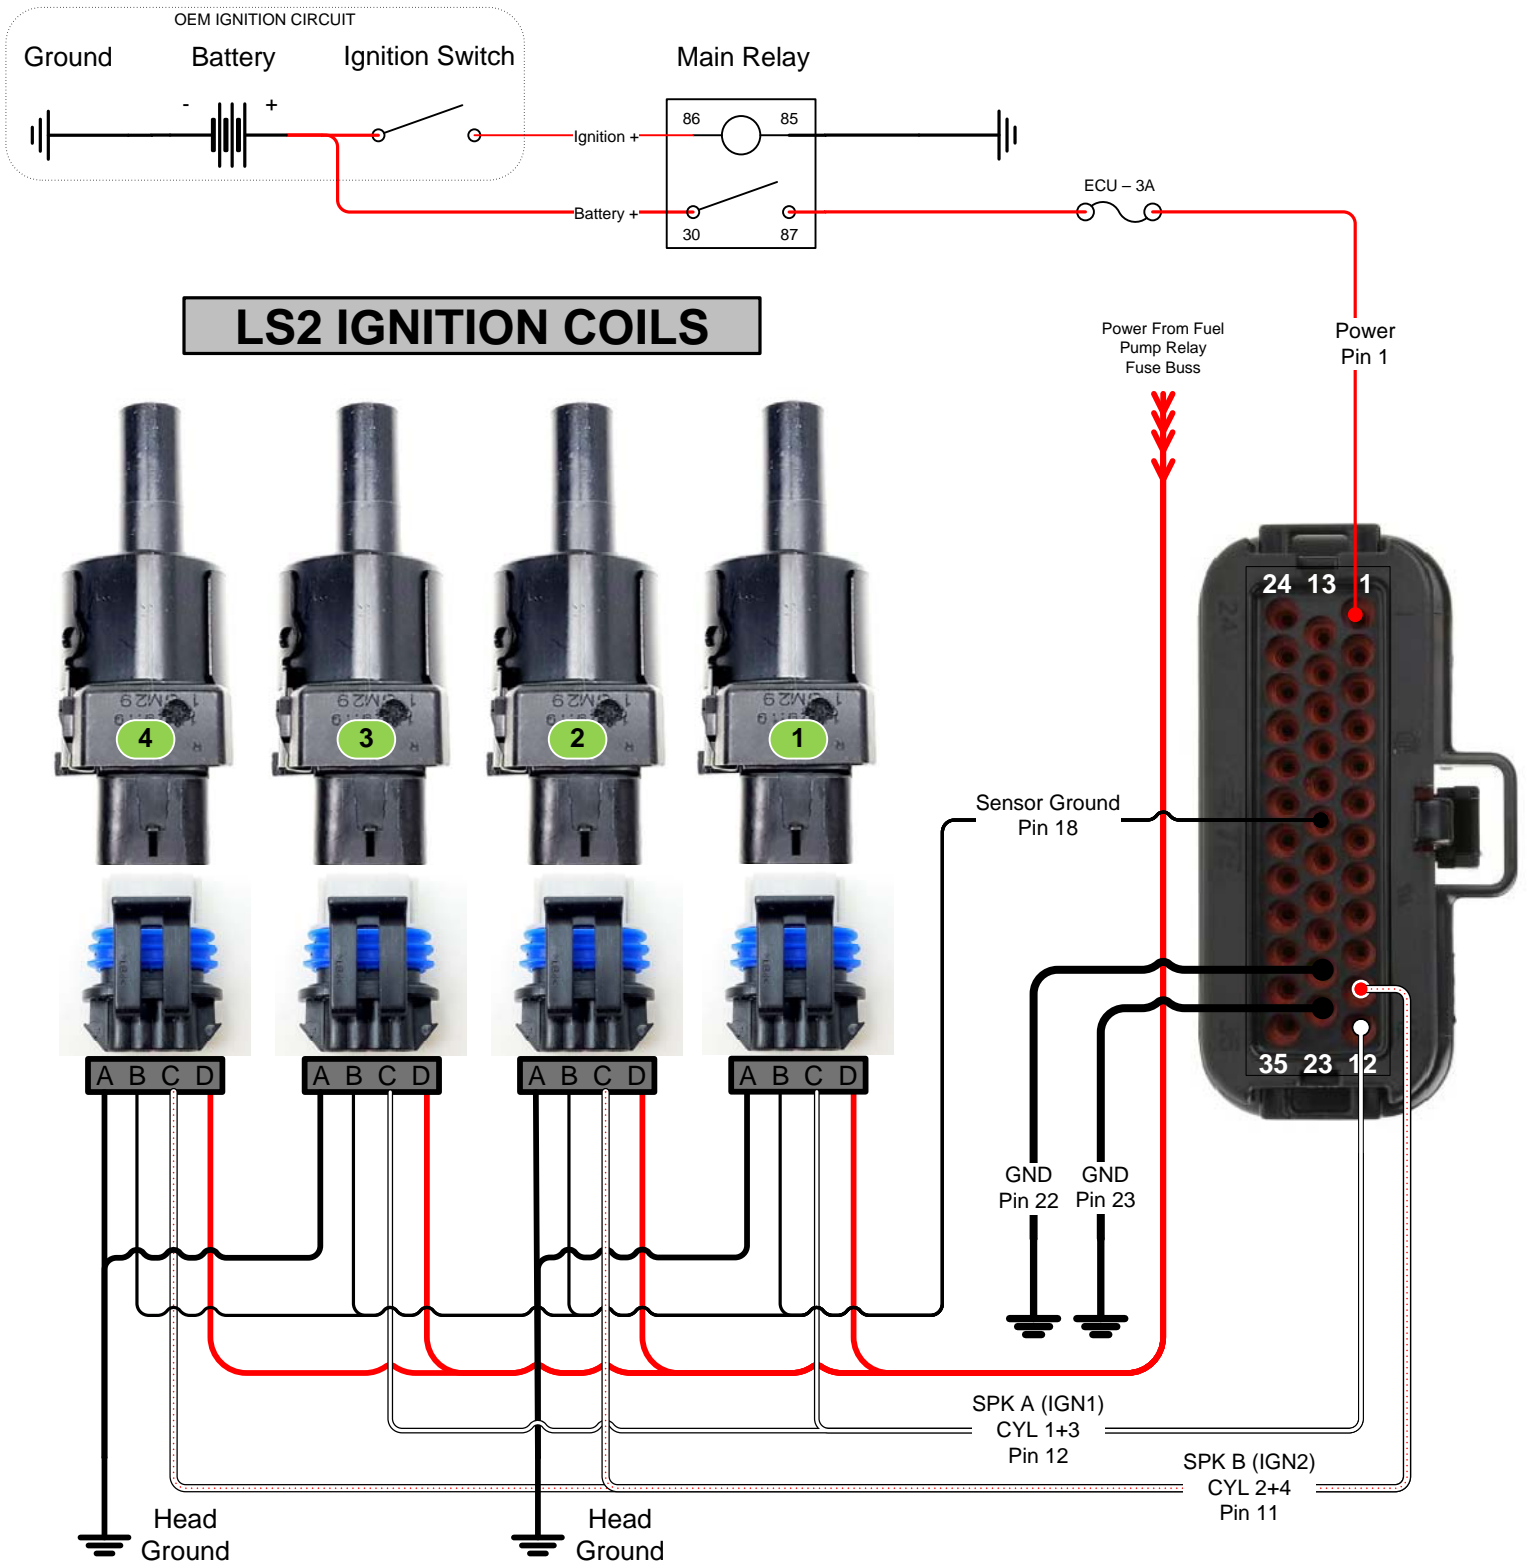 OEM IGNITION CIRCUIT
Ground
Battery
Ignition Switch
Main Relay
- +
86 85
Ignition +
Battery +
30 87
ECU – 3A
LS2 IGNITION COILS
Power From Fuel
Pump Relay
Fuse Buss
Power
Pin 1
24 13 1
4
3
2
1
Sensor Ground
Pin 18
35 23 12
A B C D
A B C D
A B C D
A B C D
GND
Pin 22
GND
Pin 23
SPK A (IGN1)
CYL 1+3
Pin 12
SPK B (IGN2)
CYL 2+4
Pin 11
Head
Ground
Head
Ground